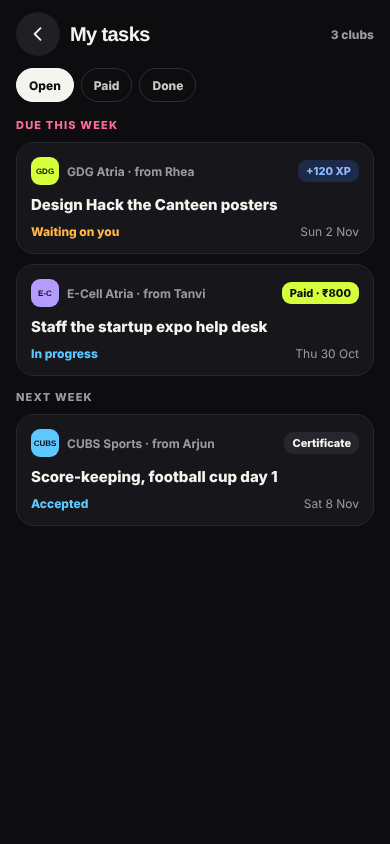 My tasks
3 clubs
Open
Paid
Done
DUE THIS WEEK
GDG
GDG Atria · from Rhea
+120 XP
Design Hack the Canteen posters
Waiting on you
Sun 2 Nov
E-C
E-Cell Atria · from Tanvi
Paid · ₹800
Staff the startup expo help desk
In progress
Thu 30 Oct
NEXT WEEK
CUBS
CUBS Sports · from Arjun
Certificate
Score-keeping, football cup day 1
Accepted
Sat 8 Nov